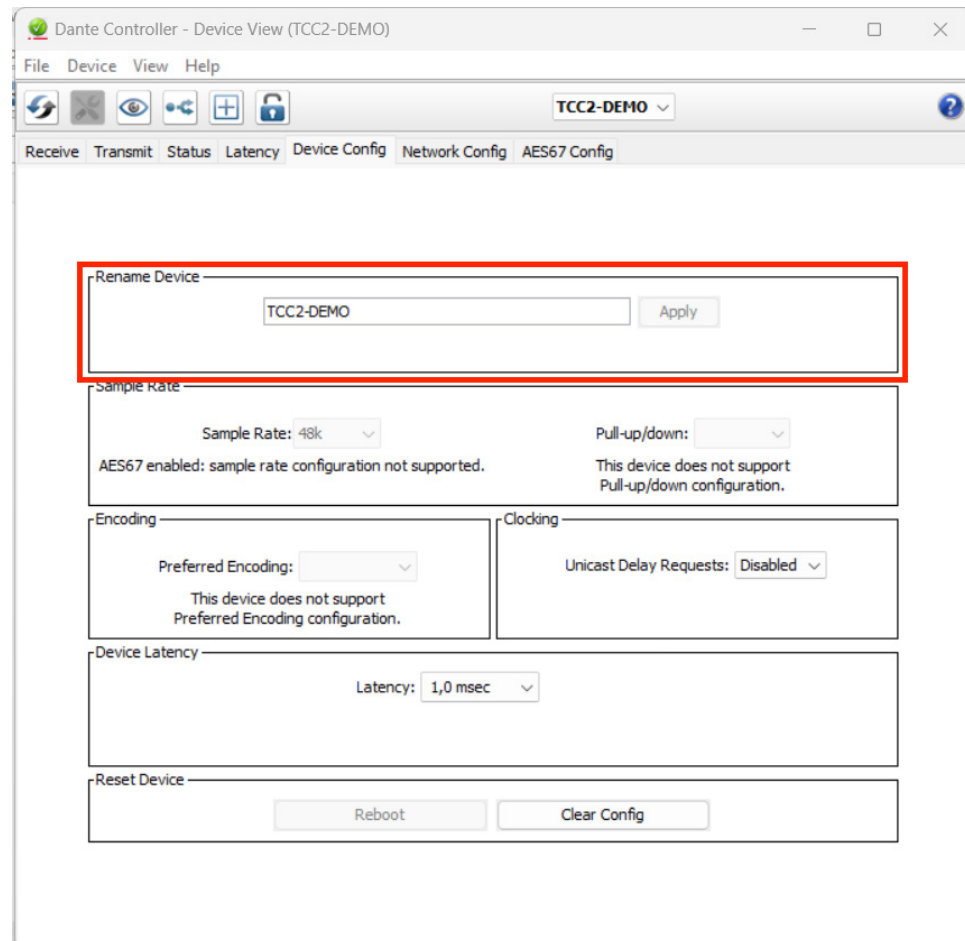 Dante Controller - Device View (TCC2-DEMO)
File Device View Help
TCC2-DEMO
?
Receive Transmit Status Latency Device Config Network Config AES67 Config
Rename Device
TCC2-DEMO Apply
Sample Rate
Sample Rate: 48k Pull-up/down:
AES67 enabled: sample rate configuration not supported. This device does not support
Pull-up/down configuration.
Encoding Clocking
Preferred Encoding: Unicast Delay Requests: Disabled
This device does not support
Preferred Encoding configuration.
Device Latency
Latency: 1,0 msec
Reset Device
Reboot Clear Config